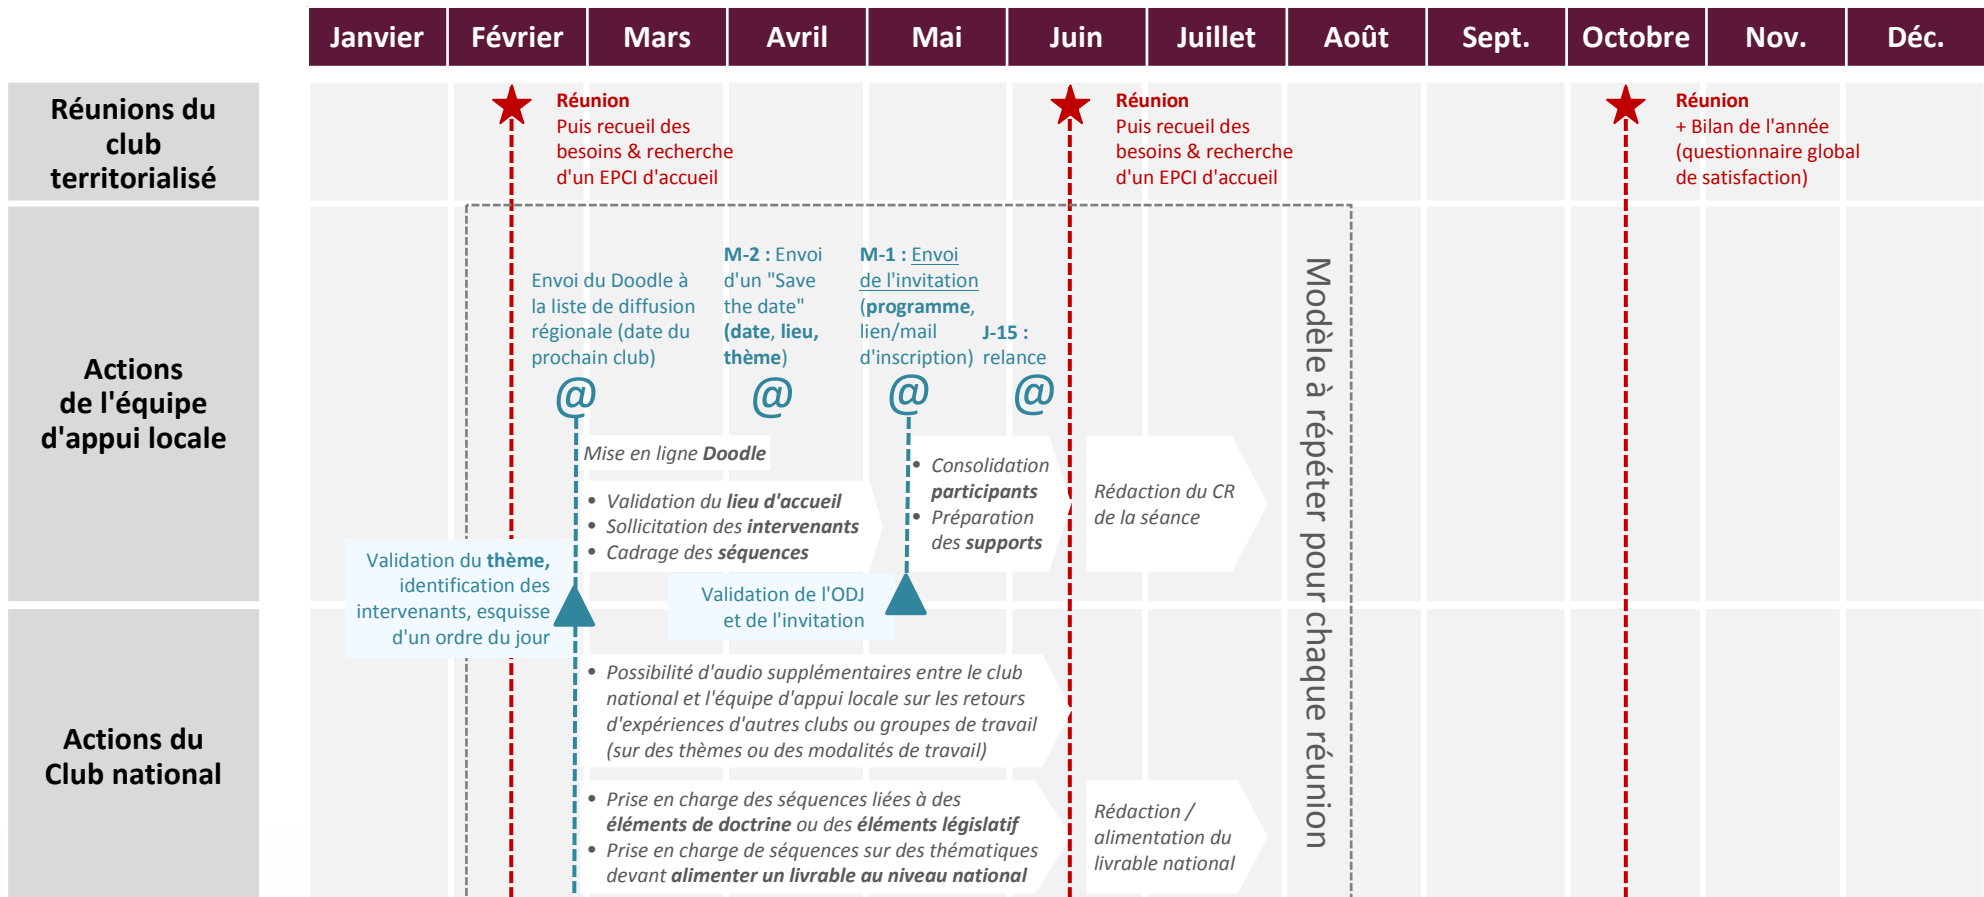 Janvier
Février
Mars
Avril
Mai
Juin
Juillet
Août
Sept.
Octobre
Nov.
Déc.
Réunions du
club
territorialisé
Réunion
Puis recueil des
besoins & recherche
d'un EPCI d'accueil
Réunion
Puis recueil des
besoins & recherche
d'un EPCI d'accueil
Réunion
+ Bilan de l'année
(questionnaire global
de satisfaction)
Actions
de l'équipe
d'appui locale
Envoi du Doodle à
la liste de diffusion
régionale (date du
prochain club)
@
M-2 : Envoi
d'un "Save
the date"
(date, lieu,
thème)
@
M-1 : Envoi
de l'invitation
(programme,
lien/mail
d'inscription)
@
J-15 :
relance
@
Mise en ligne Doodle
• Validation du lieu d'accueil
• Sollicitation des intervenants
• Cadrage des séquences
• Consolidation
participants
• Préparation
des supports
Rédaction du CR
de la séance
Validation du thème,
identification des
intervenants, esquisse
d'un ordre du jour
Validation de l'ODJ
et de l'invitation
Modèle à répéter pour chaque réunion
Actions du
Club national
• Possibilité d'audio supplémentaires entre le club
national et l'équipe d'appui locale sur les retours
d'expériences d'autres clubs ou groupes de travail
(sur des thèmes ou des modalités de travail)
• Prise en charge des séquences liées à des
éléments de doctrine ou des éléments législatif
• Prise en charge de séquences sur des thématiques
devant alimenter un livrable au niveau national
Rédaction /
alimentation du
livrable national